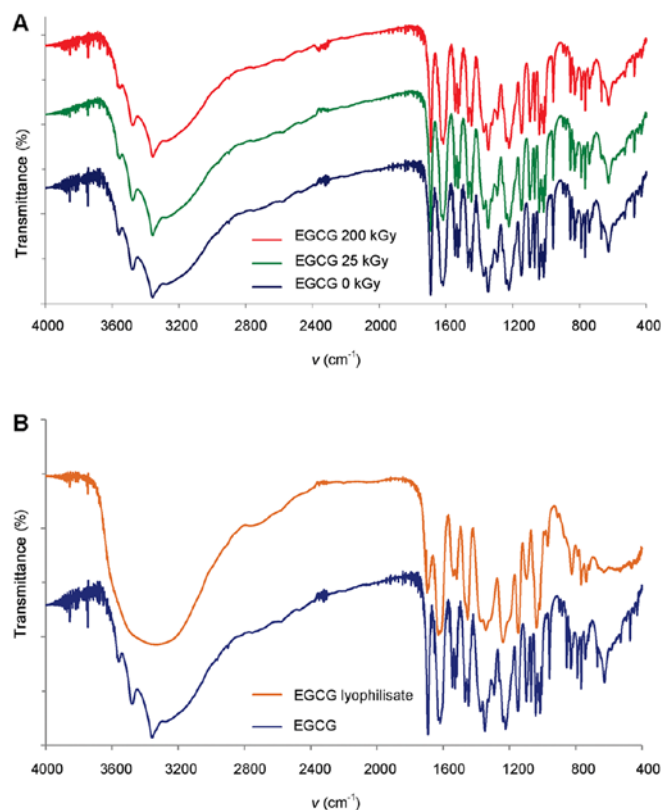 A
Transmittance (%)
EGCG 200 kGy
EGCG 25 kGy
EGCG 0 kGy
4000 3600 3200 2800 2400 2000 1600 1200 800 400
v (cm⁻¹)
B
Transmittance (%)
EGCG lyophilisate
EGCG
4000 3600 3200 2800 2400 2000 1600 1200 800 400
v (cm⁻¹)